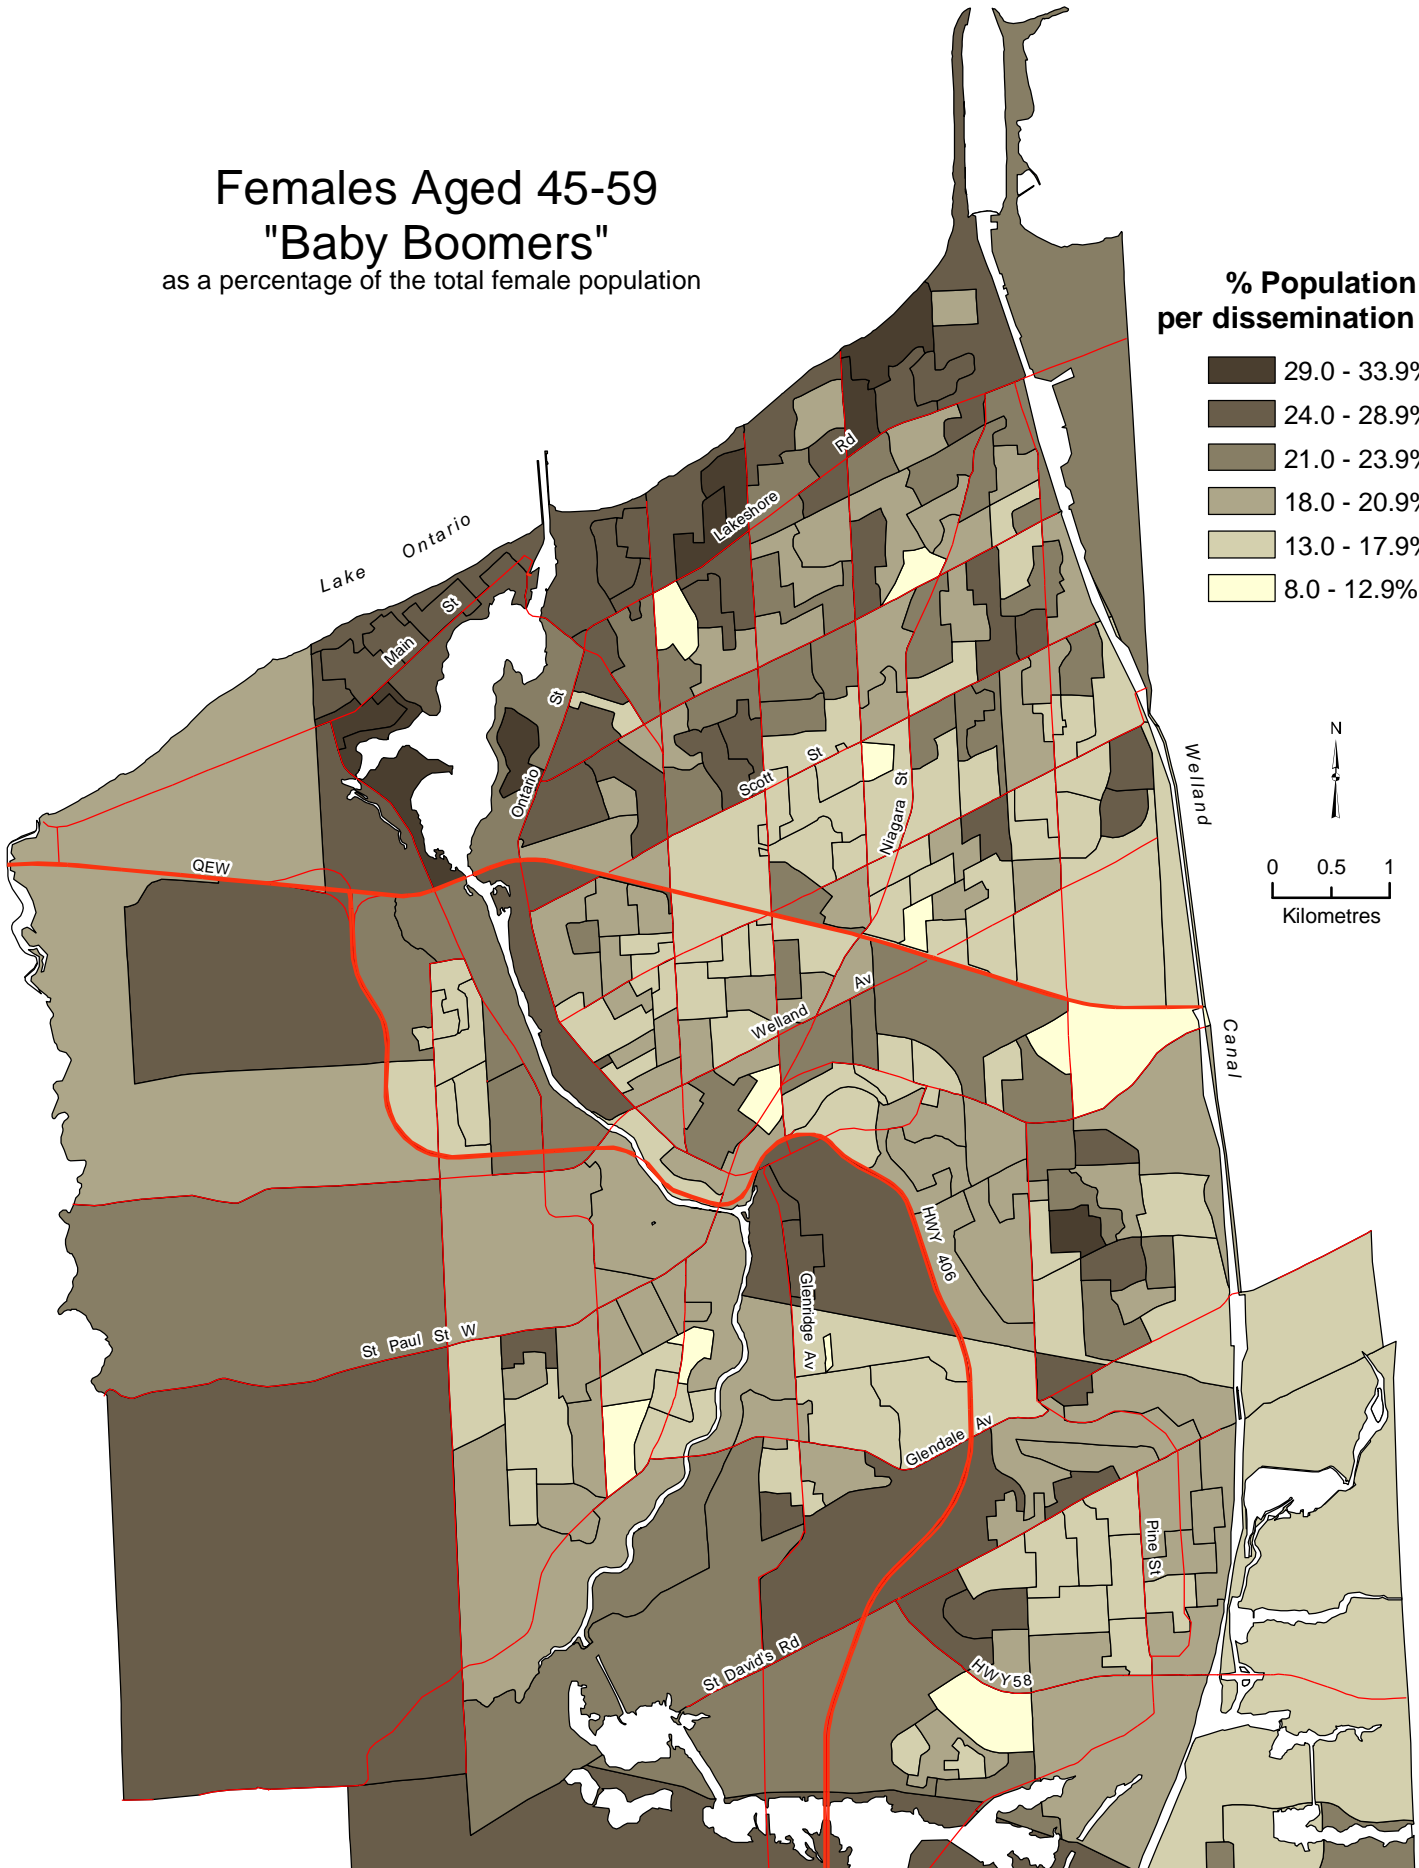 Females Aged 45-59
"Baby Boomers"
as a percentage of the total female population
% Population
per dissemination
29.0 - 33.9%
24.0 - 28.9%
21.0 - 23.9%
18.0 - 20.9%
13.0 - 17.9%
8.0 - 12.9%
Lake Ontario
Lakeshore Rd
Main St
Ontario St
Scott St
Niagara St
Welland Canal
N
0 0.5 1
Kilometres
QEW
Welland Av
HWY 406
Glenridge Av
St Paul St W
Glendale Av
Pine St
St David's Rd
HWY58